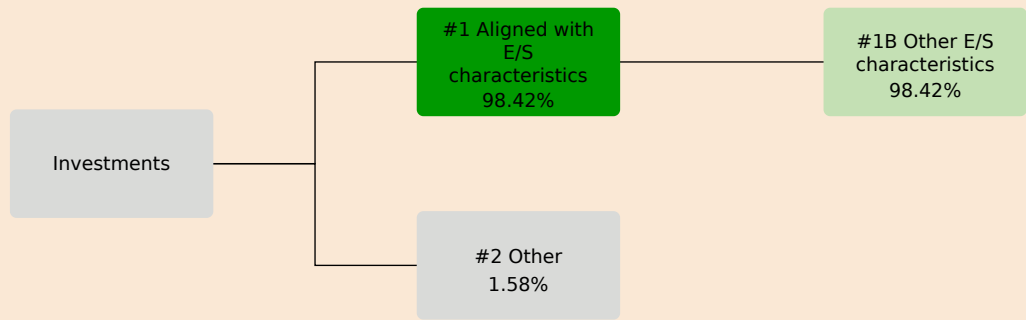 #1 Aligned with
E/S
characteristics
98.42%
#1B Other E/S
characteristics
98.42%
Investments
#2 Other
1.58%